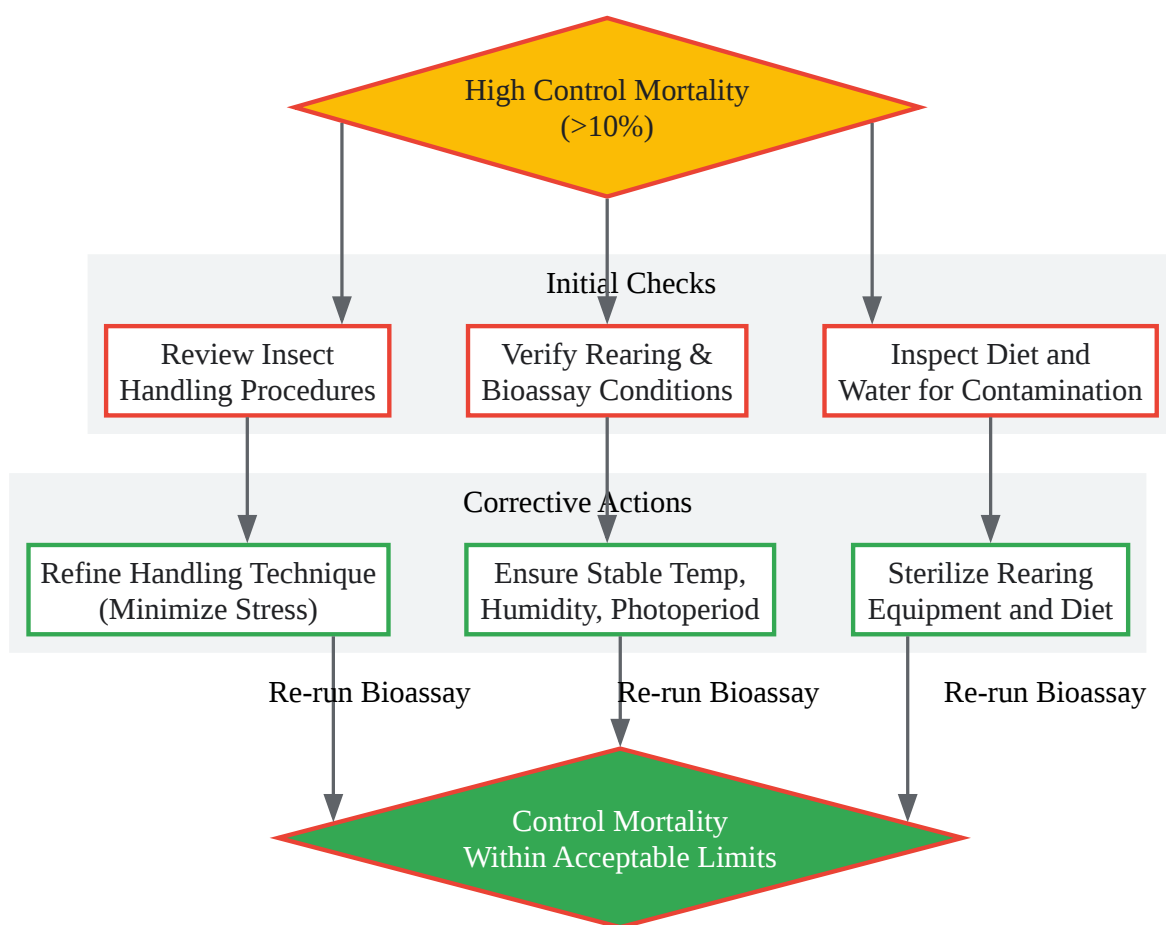 High Control Mortality
(>10%)
Initial Checks
Review Insect
Handling Procedures
Verify Rearing &
Bioassay Conditions
Inspect Diet and
Water for Contamination
Corrective Actions
Refine Handling Technique
(Minimize Stress)
Ensure Stable Temp,
Humidity, Photoperiod
Sterilize Rearing
Equipment and Diet
Re-run Bioassay
Re-run Bioassay
Re-run Bioassay
Control Mortality
Within Acceptable Limits